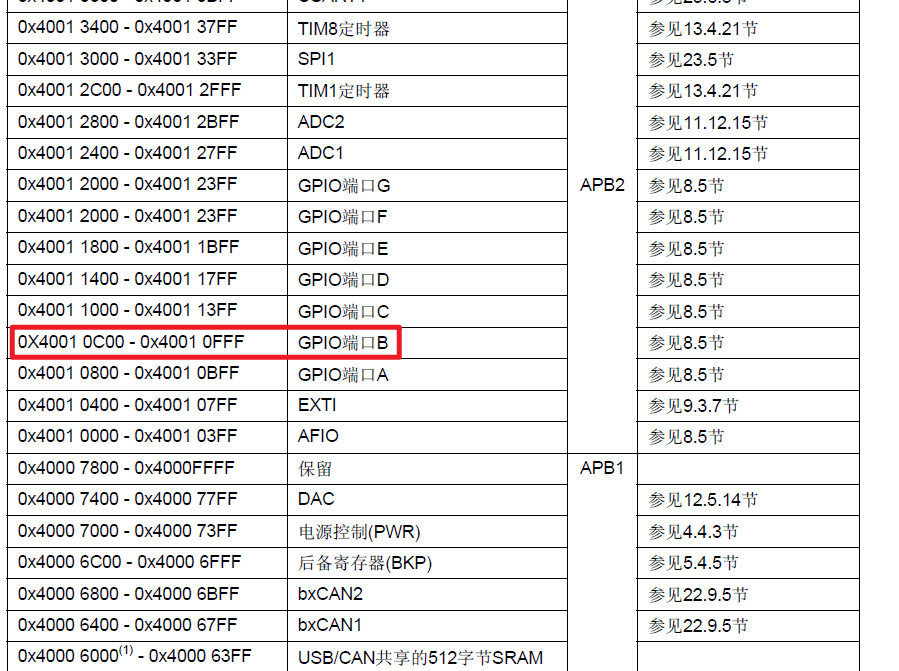 0x4001 3400 - 0x4001 37FF TIM8定时器 参见13.4.21节
0x4001 3000 - 0x4001 33FF SPI1 参见23.5节
0x4001 2C00 - 0x4001 2FFF TIM1定时器 参见13.4.21节
0x4001 2800 - 0x4001 2BFF ADC2 参见11.12.15节
0x4001 2400 - 0x4001 27FF ADC1 参见11.12.15节
0x4001 2000 - 0x4001 23FF GPIO端口G APB2 参见8.5节
0x4001 2000 - 0x4001 23FF GPIO端口F 参见8.5节
0x4001 1800 - 0x4001 1BFF GPIO端口E 参见8.5节
0x4001 1400 - 0x4001 17FF GPIO端口D 参见8.5节
0x4001 1000 - 0x4001 13FF GPIO端口C 参见8.5节
0X4001 0C00 - 0x4001 0FFF GPIO端口B 参见8.5节
0x4001 0800 - 0x4001 0BFF GPIO端口A 参见8.5节
0x4001 0400 - 0x4001 07FF EXTI 参见9.3.7节
0x4001 0000 - 0x4001 03FF AFIO 参见8.5节
0x4000 7800 - 0x4000FFFF 保留 APB1
0x4000 7400 - 0x4000 77FF DAC 参见12.5.14节
0x4000 7000 - 0x4000 73FF 电源控制(PWR) 参见4.4.3节
0x4000 6C00 - 0x4000 6FFF 后备寄存器(BKP) 参见5.4.5节
0x4000 6800 - 0x4000 6BFF bxCAN2 参见22.9.5节
0x4000 6400 - 0x4000 67FF bxCAN1 参见22.9.5节
0x4000 6000(1) - 0x4000 63FF USB/CAN共享的512字节SRAM